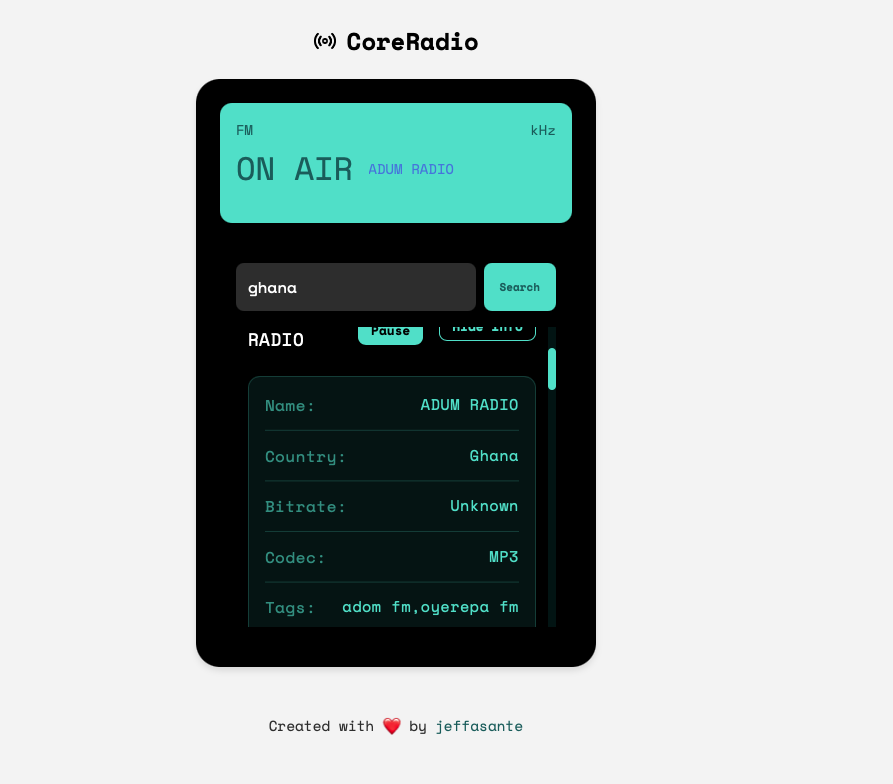 CoreRadio
FM kHz
ON AIR ADUM RADIO
ghana Search
RADIO Pause Hide Info
Name: ADUM RADIO
Country: Ghana
Bitrate: Unknown
Codec: MP3
Tags: adom fm,oyerepa fm
Created with ❤️ by jeffasante